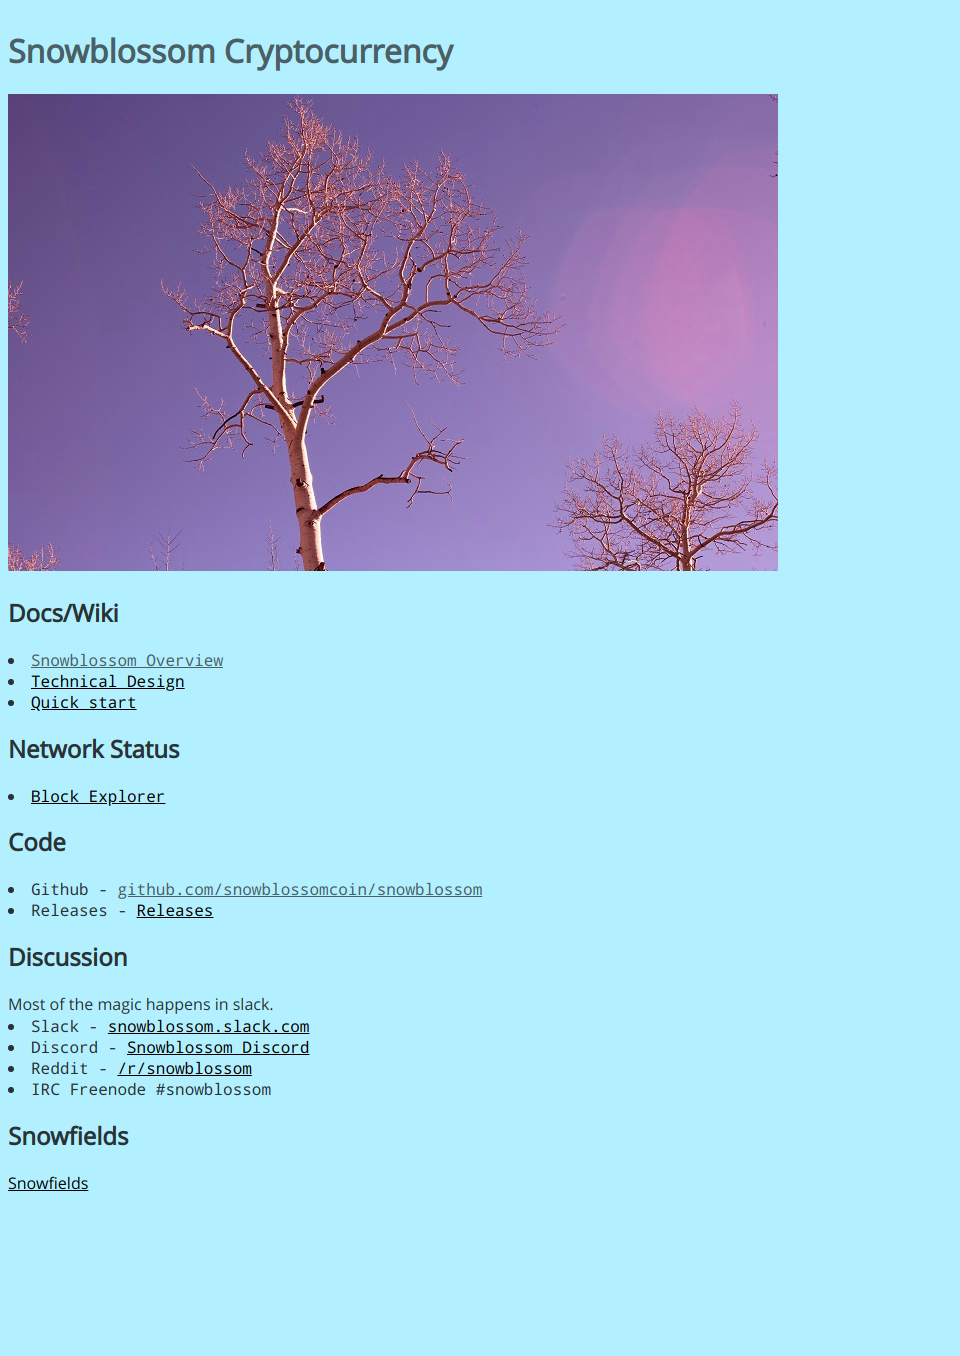 Snowblossom Cryptocurrency
Docs/Wiki
Snowblossom Overview
Technical Design
Quick start
Network Status
Block Explorer
Code
Github - github.com/snowblossomcoin/snowblossom
Releases - Releases
Discussion
Most of the magic happens in slack.
Slack - snowblossom.slack.com
Discord - Snowblossom Discord
Reddit - /r/snowblossom
IRC Freenode #snowblossom
Snowfields
Snowfields